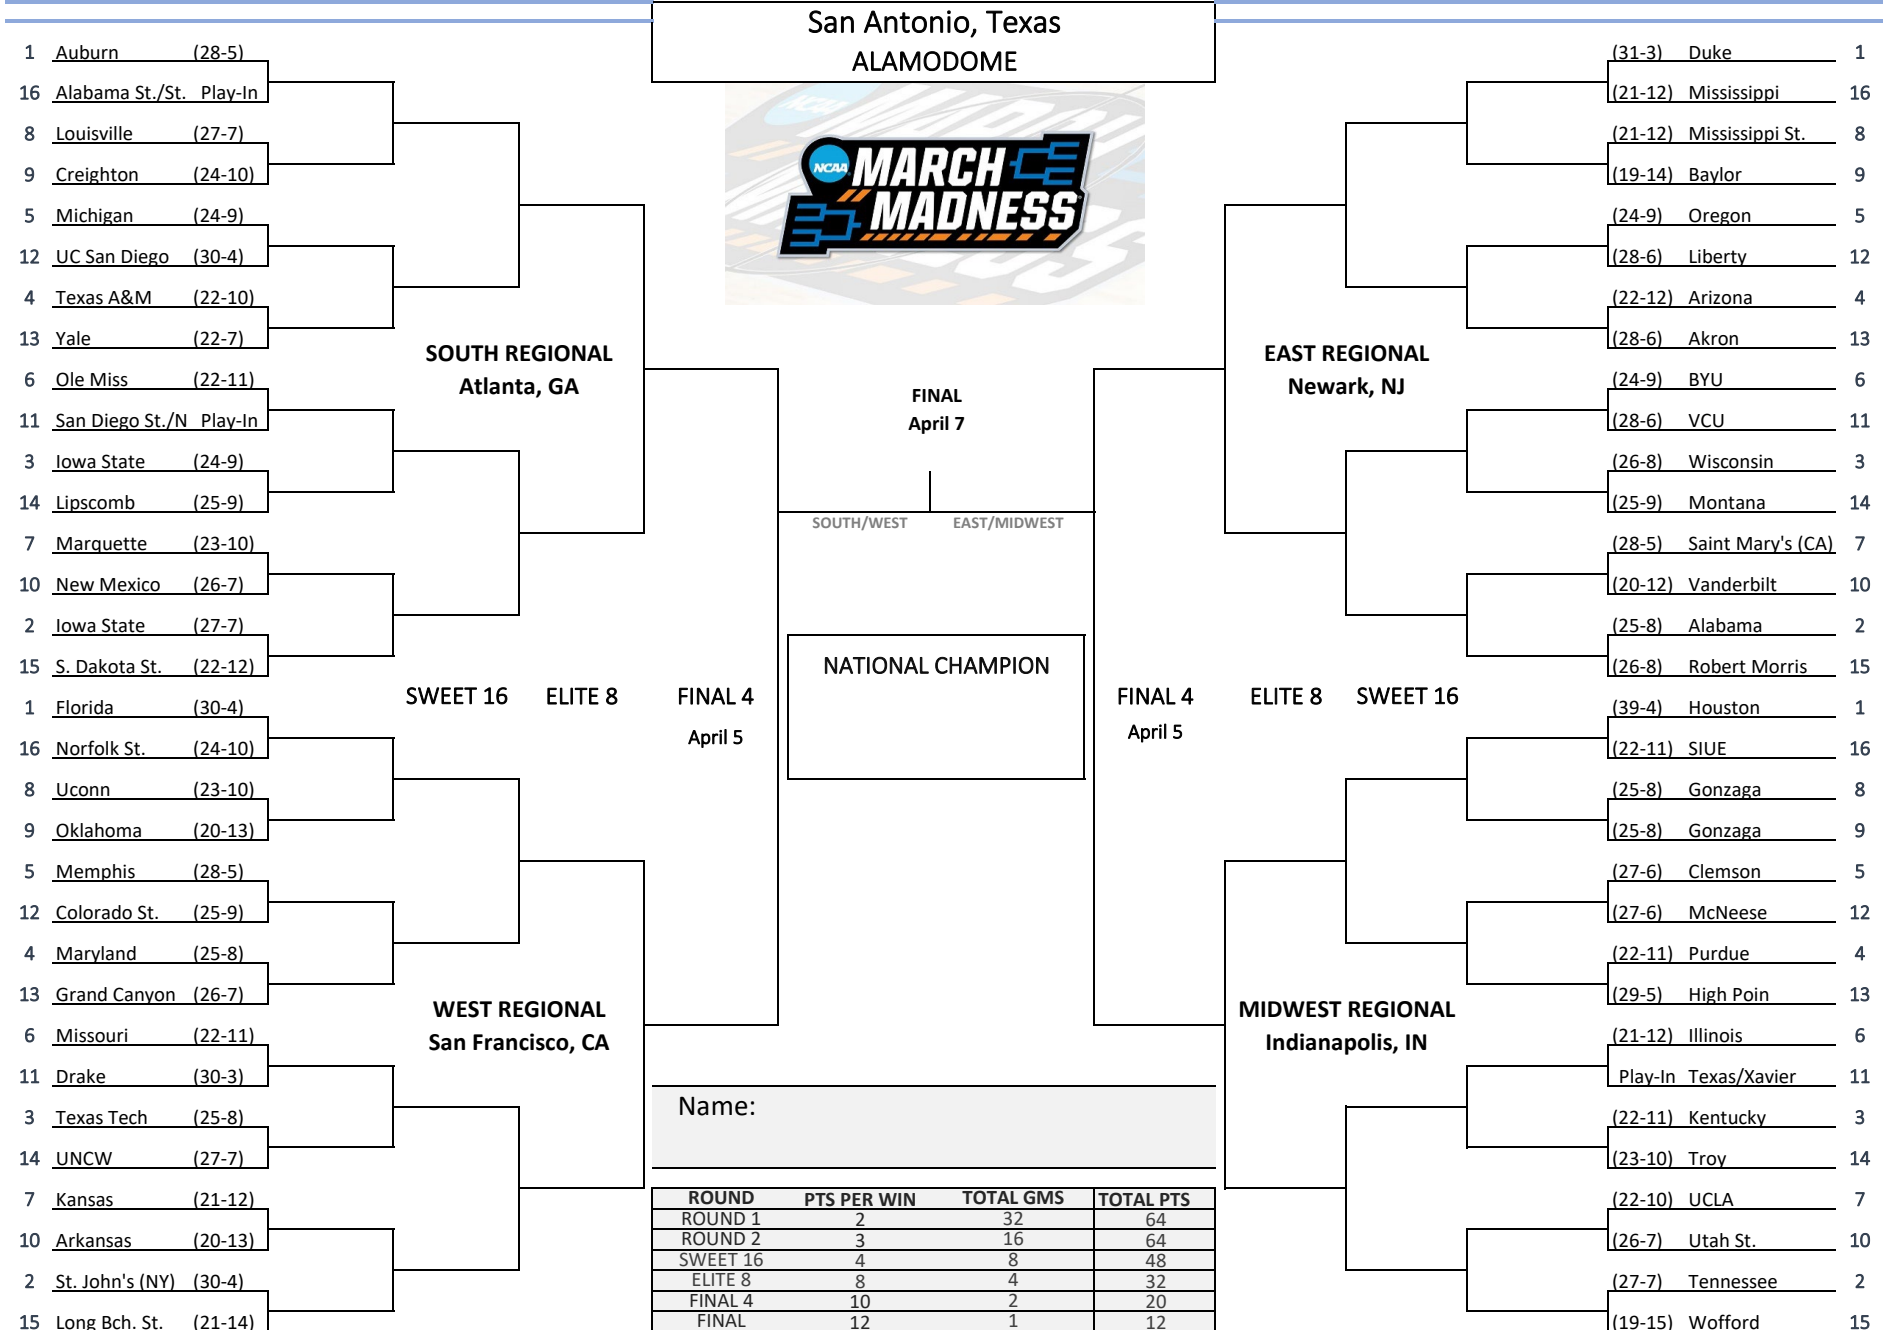 San Antonio, Texas
ALAMODOME
NCAA
MARCH
MADNESS
1 Auburn (28-5)
16 Alabama St./St. Play-In
8 Louisville (27-7)
9 Creighton (24-10)
5 Michigan (24-9)
12 UC San Diego (30-4)
4 Texas A&M (22-10)
13 Yale (22-7)
SOUTH REGIONAL
Atlanta, GA
6 Ole Miss (22-11)
11 San Diego St./N Play-In
3 Iowa State (24-9)
14 Lipscomb (25-9)
7 Marquette (23-10)
10 New Mexico (26-7)
2 Iowa State (27-7)
15 S. Dakota St. (22-12)
SWEET 16 ELITE 8 FINAL 4
April 5
1 Florida (30-4)
16 Norfolk St. (24-10)
8 Uconn (23-10)
9 Oklahoma (20-13)
5 Memphis (28-5)
12 Colorado St. (25-9)
4 Maryland (25-8)
13 Grand Canyon (26-7)
WEST REGIONAL
San Francisco, CA
6 Missouri (22-11)
11 Drake (30-3)
3 Texas Tech (25-8)
14 UNCW (27-7)
7 Kansas (21-12)
10 Arkansas (20-13)
2 St. John's (NY) (30-4)
15 Long Bch. St. (21-14)
FINAL
April 7
SOUTH/WEST EAST/MIDWEST
NATIONAL CHAMPION
Name:
ROUND PTS PER WIN TOTAL GMS TOTAL PTS
ROUND 1 2 32 64
ROUND 2 3 16 64
SWEET 16 4 8 48
ELITE 8 8 4 32
FINAL 4 10 2 20
FINAL 12 1 12
(31-3) Duke 1
(21-12) Mississippi 16
(21-12) Mississippi St. 8
(19-14) Baylor 9
(24-9) Oregon 5
(28-6) Liberty 12
(22-12) Arizona 4
(28-6) Akron 13
EAST REGIONAL
Newark, NJ
(24-9) BYU 6
(28-6) VCU 11
(26-8) Wisconsin 3
(25-9) Montana 14
(28-5) Saint Mary's (CA) 7
(20-12) Vanderbilt 10
(25-8) Alabama 2
(26-8) Robert Morris 15
FINAL 4 ELITE 8 SWEET 16
April 5
(39-4) Houston 1
(22-11) SIUE 16
(25-8) Gonzaga 8
(25-8) Gonzaga 9
(27-6) Clemson 5
(27-6) McNeese 12
(22-11) Purdue 4
(29-5) High Poin 13
MIDWEST REGIONAL
Indianapolis, IN
(21-12) Illinois 6
Play-In Texas/Xavier 11
(22-11) Kentucky 3
(23-10) Troy 14
(22-10) UCLA 7
(26-7) Utah St. 10
(27-7) Tennessee 2
(19-15) Wofford 15